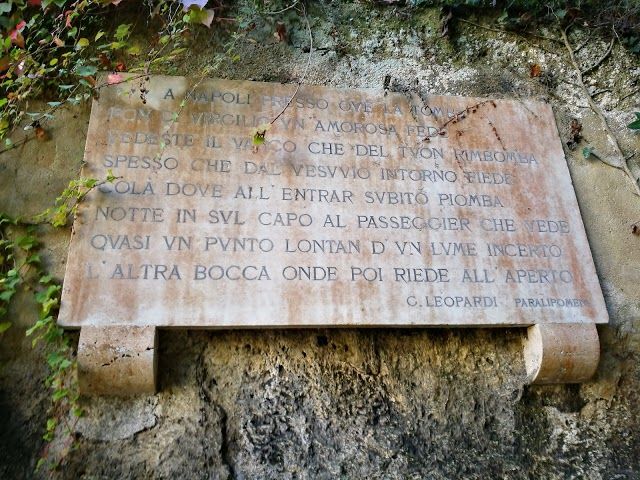 A NAPOLI PRESSO OVE LA TOMBA
PON DI VIRGILIO VN AMOROSA FEDE
VEDESTE IL VARCO CHE DEL TVON RIMBOMBA
SPESSO CHE DAL VESVVIO INTORNO FIEDE
COLÀ DOVE ALL' ENTRAR SVBITO PIOMBA
NOTTE IN SVL CAPO AL PASSEGGIER CHE VEDE
QVASI VN PVNTO LONTAN D'VN LVME INCERTO
L'ALTRA BOCCA ONDE POI RIEDE ALL'APERTO
G. LEOPARDI PARALIPOMENI